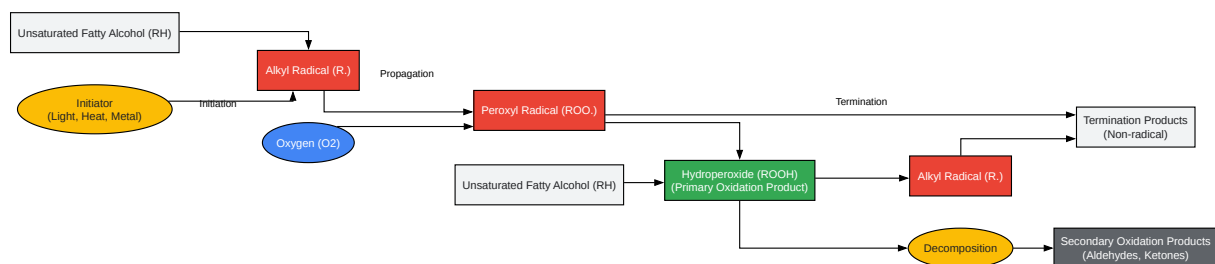 Unsaturated Fatty Alcohol (RH)
Alkyl Radical (R.)
Propagation
Initiator
(Light, Heat, Metal)
Initiation
Peroxyl Radical (ROO.)
Termination
Termination Products
(Non-radical)
Oxygen (O2)
Unsaturated Fatty Alcohol (RH)
Hydroperoxide (ROOH)
(Primary Oxidation Product)
Alkyl Radical (R.)
Decomposition
Secondary Oxidation Products
(Aldehydes, Ketones)